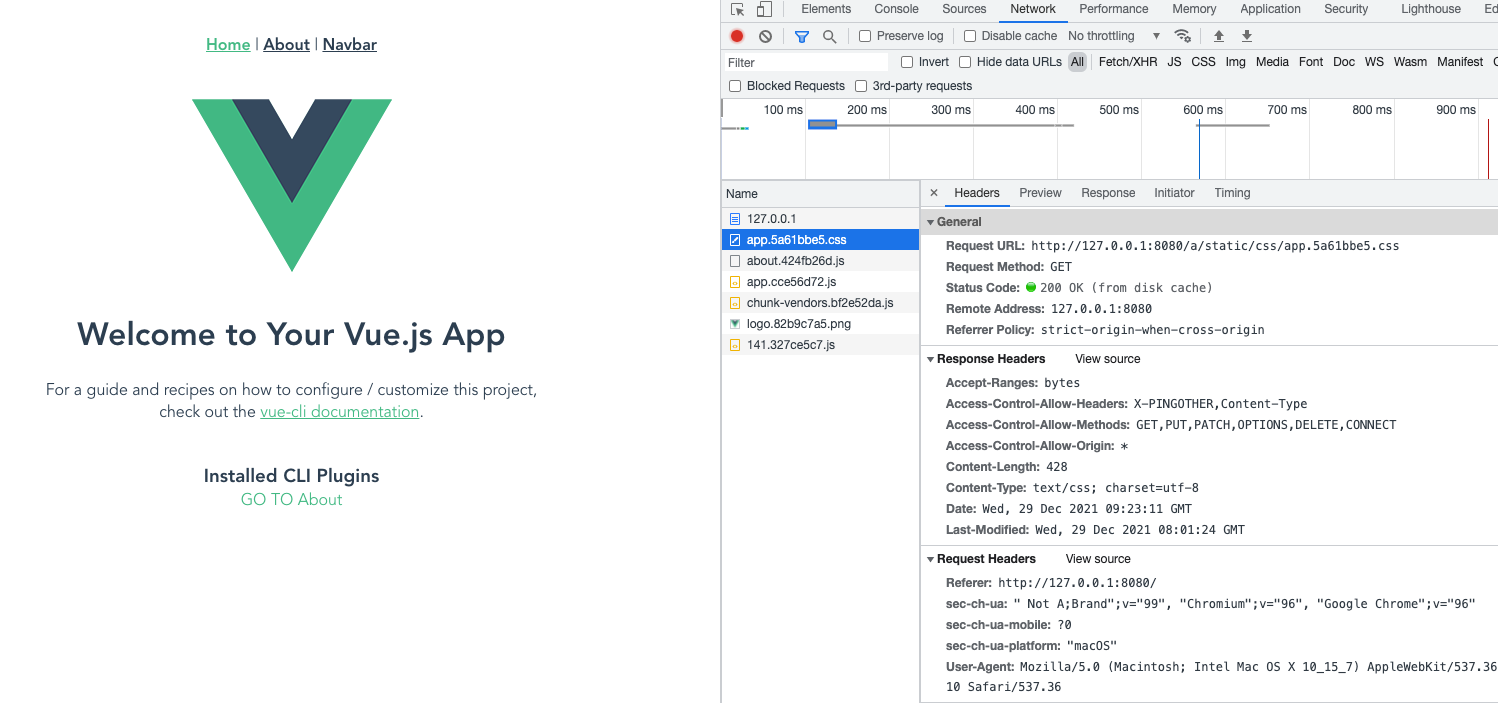 Home | About | Navbar
Welcome to Your Vue.js App
For a guide and recipes on how to configure / customize this project,
check out the vue-cli documentation.
Installed CLI Plugins
GO TO About
Elements Console Sources Network Performance Memory Application Security Lighthouse Ed
Preserve log Disable cache No throttling
Filter Invert Hide data URLs All Fetch/XHR JS CSS Img Media Font Doc WS Wasm Manifest
Blocked Requests 3rd-party requests
100 ms 200 ms 300 ms 400 ms 500 ms 600 ms 700 ms 800 ms 900 ms
Name
127.0.0.1
app.5a61bbe5.css
about.424fb26d.js
app.cce56d72.js
chunk-vendors.bf2e52da.js
logo.82b9c7a5.png
141.327ce5c7.js
× Headers Preview Response Initiator Timing
General
Request URL: http://127.0.0.1:8080/a/static/css/app.5a61bbe5.css
Request Method: GET
Status Code: 200 OK (from disk cache)
Remote Address: 127.0.0.1:8080
Referrer Policy: strict-origin-when-cross-origin
Response Headers View source
Accept-Ranges: bytes
Access-Control-Allow-Headers: X-PINGOTHER,Content-Type
Access-Control-Allow-Methods: GET,PUT,PATCH,OPTIONS,DELETE,CONNECT
Access-Control-Allow-Origin: *
Content-Length: 428
Content-Type: text/css; charset=utf-8
Date: Wed, 29 Dec 2021 09:23:11 GMT
Last-Modified: Wed, 29 Dec 2021 08:01:24 GMT
Request Headers View source
Referer: http://127.0.0.1:8080/
sec-ch-ua: " Not A;Brand";v="99", "Chromium";v="96", "Google Chrome";v="96"
sec-ch-ua-mobile: ?0
sec-ch-ua-platform: "macOS"
User-Agent: Mozilla/5.0 (Macintosh; Intel Mac OS X 10_15_7) AppleWebKit/537.36
10 Safari/537.36